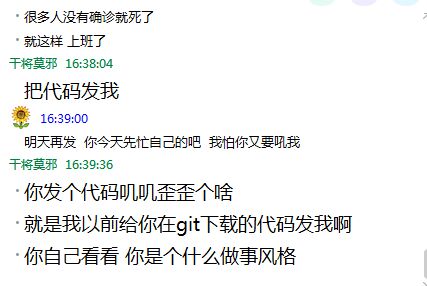 很多人没有确诊就死了
就这样 上班了
干将莫邪 16:38:04
把代码发我
16:39:00
明天再发 你今天先忙自己的吧 我怕你又要吼我
干将莫邪 16:39:36
你发个代码叽叽歪歪个啥
就是我以前给你在git下载的代码发我啊
你自己看看 你是个什么做事风格